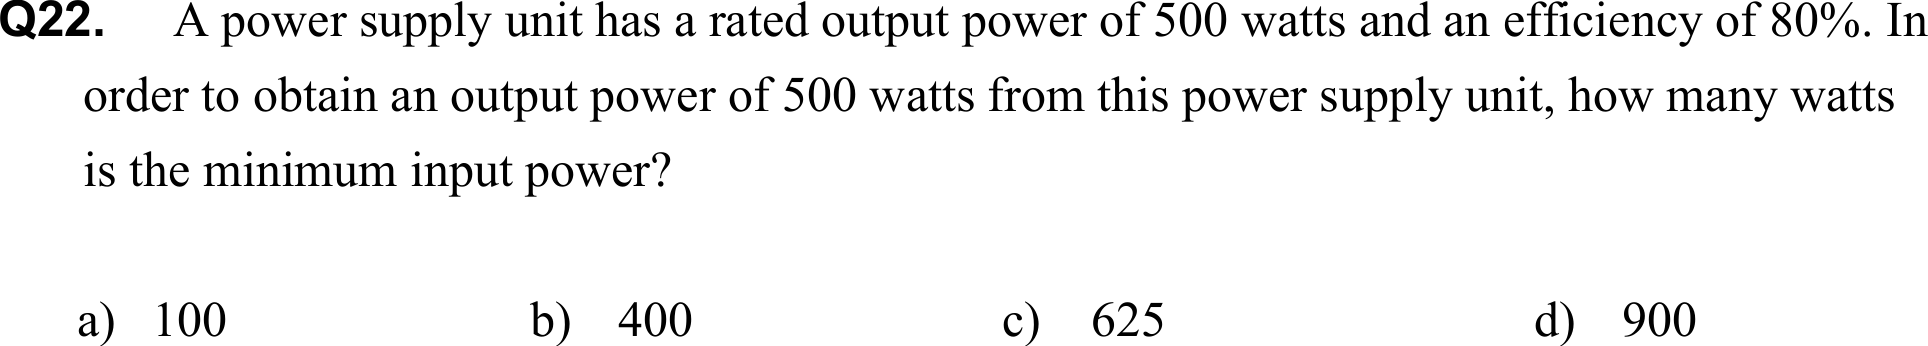 Q22. A power supply unit has a rated output power of 500 watts and an efficiency of 80%. In
order to obtain an output power of 500 watts from this power supply unit, how many watts
is the minimum input power?
a) 100 b) 400 c) 625 d) 900